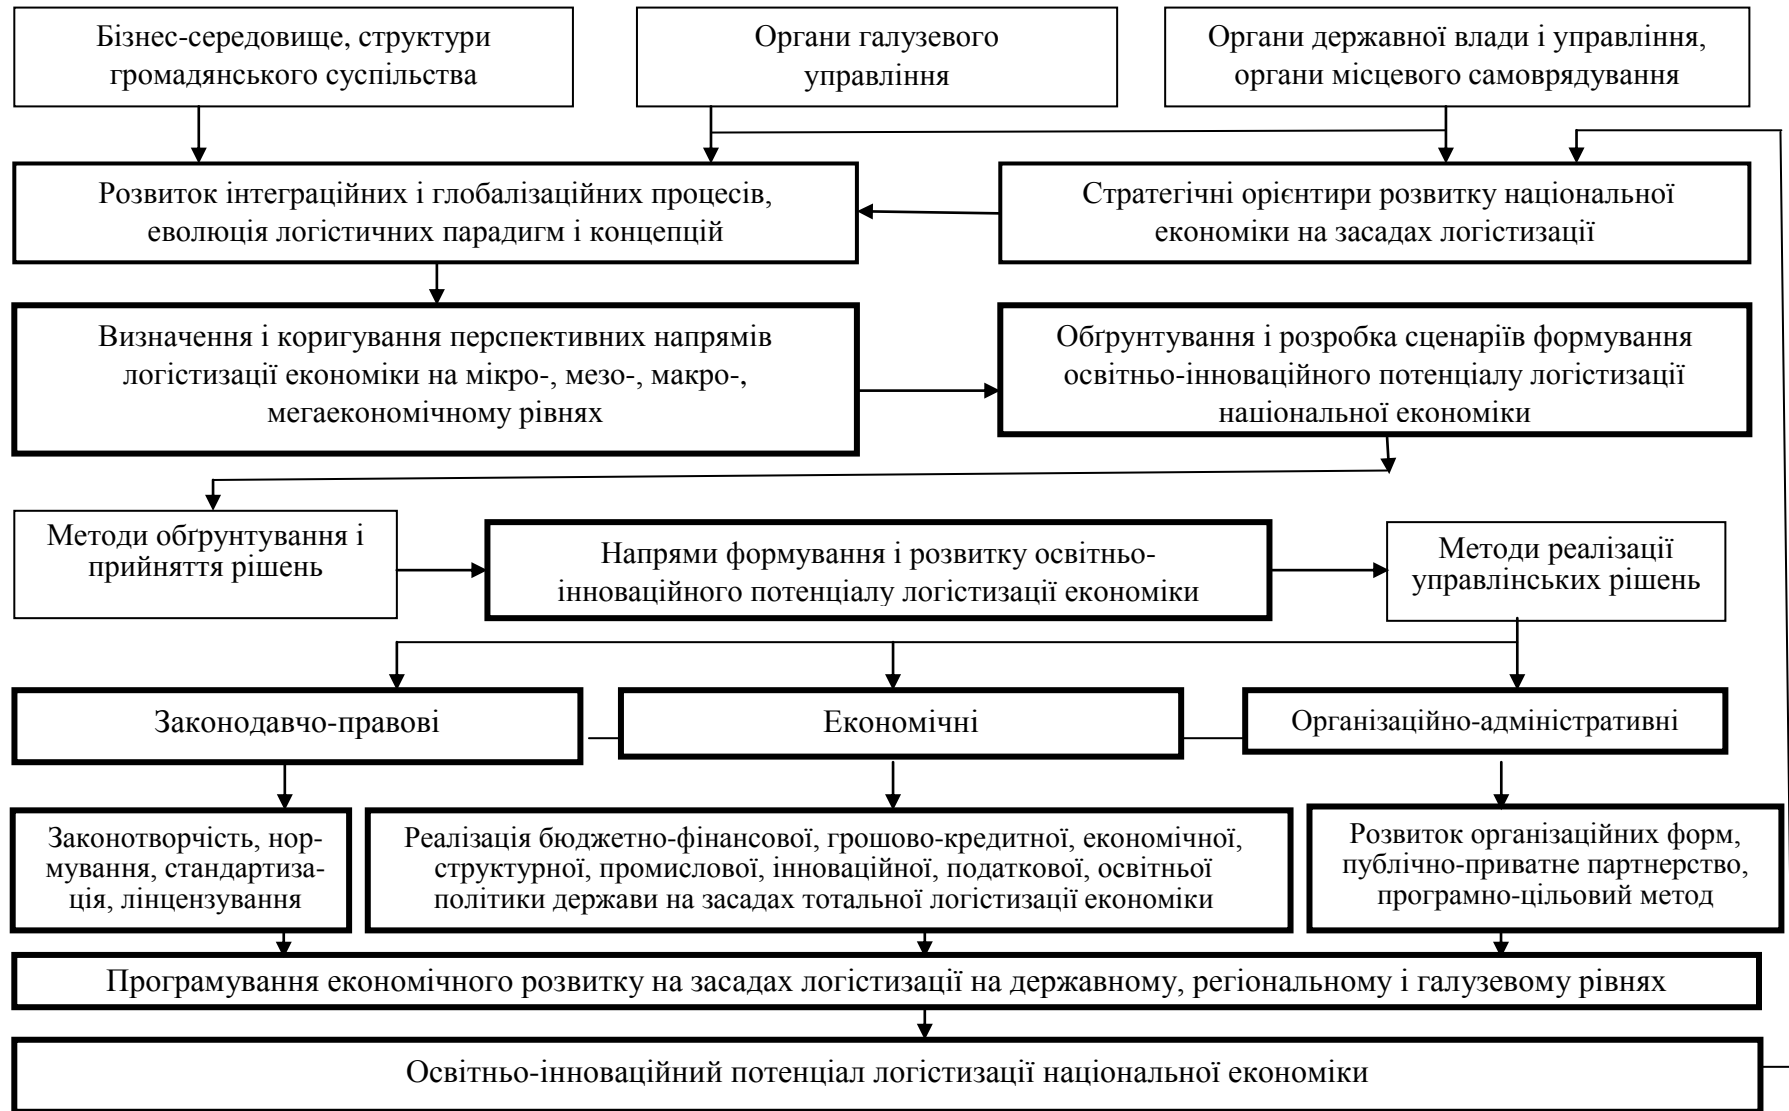 Бізнес-середовище, структури
громадянського суспільства
Органи галузевого
управління
Органи державної влади і управління,
органи місцевого самоврядування
Розвиток інтеграційних і глобалізаційних процесів,
еволюція логістичних парадигм і концепцій
Стратегічні орієнтири розвитку національної
економіки на засадах логістизації
Визначення і коригування перспективних напрямів
логістизації економіки на мікро-, мезо-, макро-,
мегаекономічному рівнях
Обґрунтування і розробка сценаріїв формування
освітньо-інноваційного потенціалу логістизації
національної економіки
Методи обґрунтування і
прийняття рішень
Напрями формування і розвитку освітньо-
інноваційного потенціалу логістизації економіки
Методи реалізації
управлінських рішень
Законодавчо-правові
Економічні
Організаційно-адміністративні
Законотворчість, нор-
мування, стандартиза-
ція, лінцензування
Реалізація бюджетно-фінансової, грошово-кредитної, економічної,
структурної, промислової, інноваційної, податкової, освітньої
політики держави на засадах тотальної логістизації економіки
Розвиток організаційних форм,
публічно-приватне партнерство,
програмно-цільовий метод
Програмування економічного розвитку на засадах логістизації на державному, регіональному і галузевому рівнях
Освітньо-інноваційний потенціал логістизації національної економіки